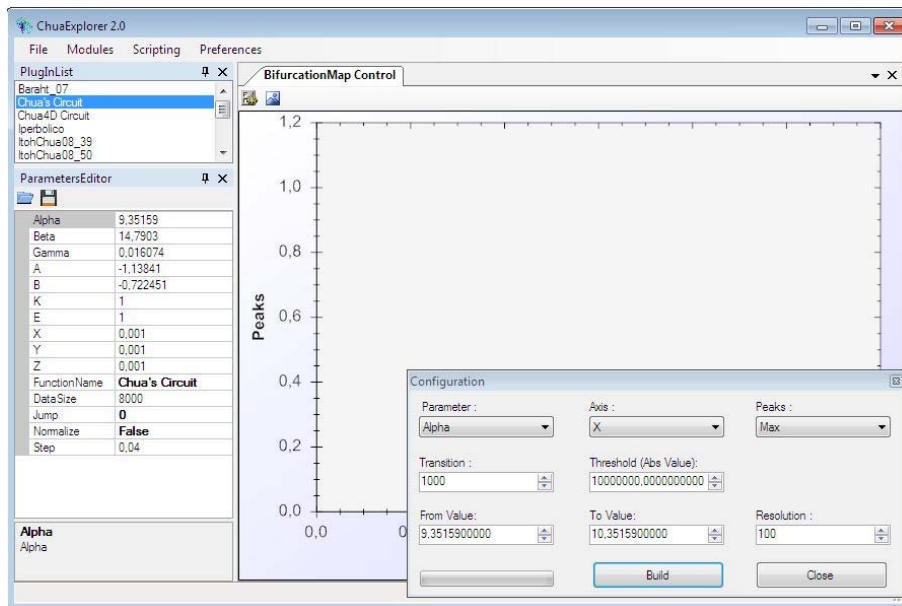 ChuaExplorer 2.0
File Modules Scripting Preferences
PlugInList
Baraht_07
Chua's Circuit
Chua4D Circuit
Iperbolico
ItohChua08_39
ItohChua08_50
ParametersEditor
Alpha 9,35159
Beta 14,7903
Gamma 0,016074
A -1,13841
B -0,722451
K 1
E 1
X 0,001
Y 0,001
Z 0,001
FunctionName Chua's Circuit
DataSize 8000
Jump 0
Normalize False
Step 0,04
Alpha
Alpha
BifurcationMap Control
1,2
1,0
0,8
0,6
0,4
0,2
0,0
Peaks
0,0 0
Configuration
Parameter : Axis : Peaks :
Alpha X Max
Transition : Threshold (Abs Value):
1000 10000000,0000000000
From Value: To Value: Resolution :
9,3515900000 10,3515900000 100
Build Close